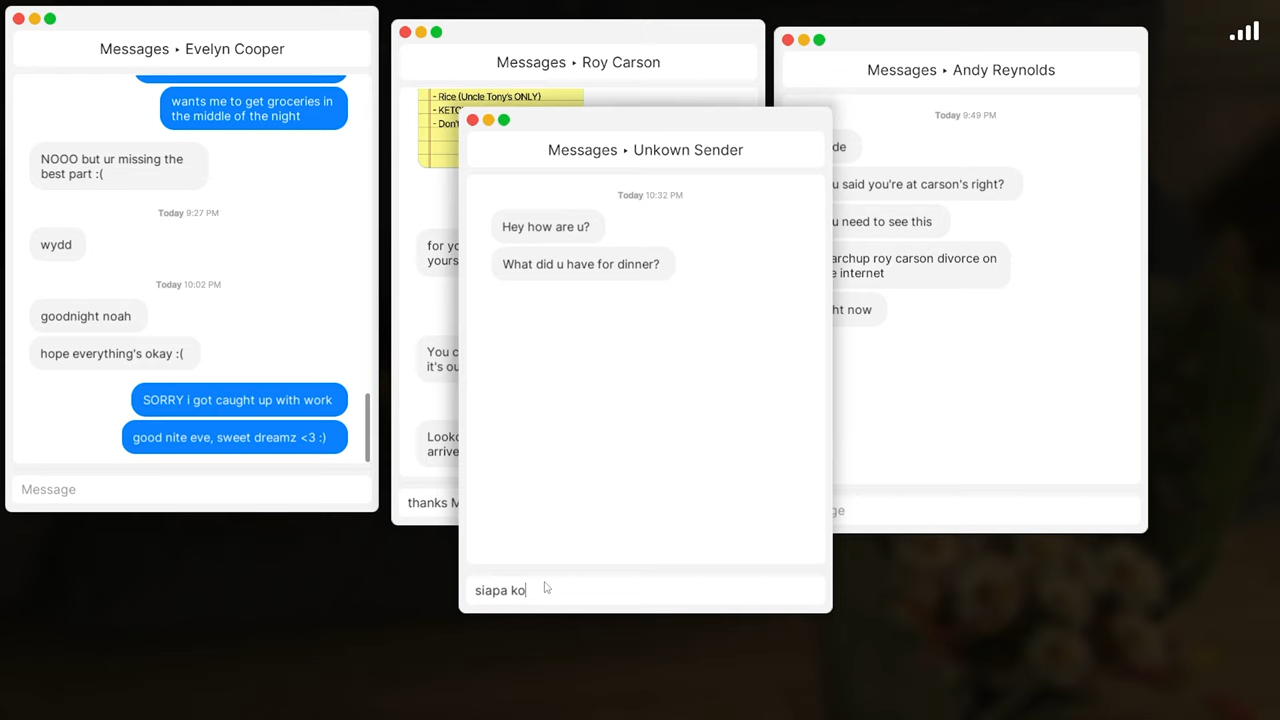 Messages ▸ Evelyn Cooper
wants me to get groceries in
the middle of the night
NOOO but ur missing the
best part :(
Today 9:27 PM
wydd
Today 10:02 PM
goodnight noah
hope everything's okay :(
SORRY i got caught up with work
good nite eve, sweet dreamz <3 :)
Message
Messages ▸ Roy Carson
- Rice (Uncle Tony's ONLY)
for
You
it's
thanks
Messages ▸ Unkown Sender
Today 10:32 PM
Hey how are u?
What did u have for dinner?
siapa ko
Messages ▸ Andy Reynolds
Today 9:49 PM
said you're at carson's right?
need to see this
roy carson divorce on
internet
now